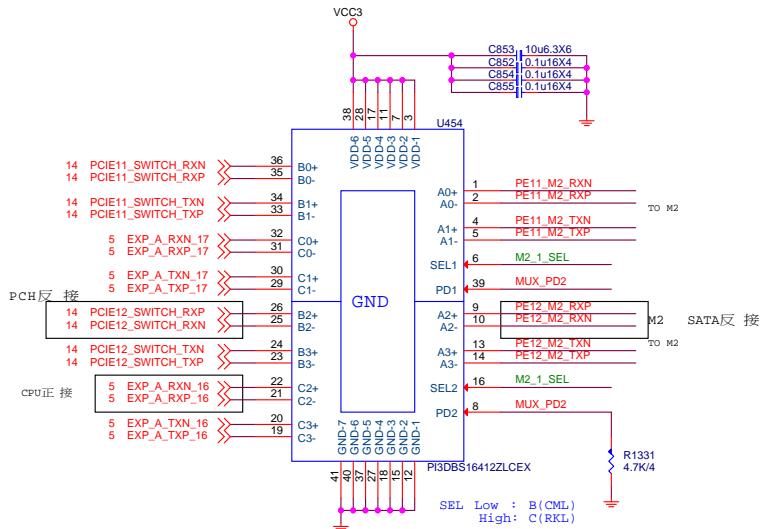 VCC3
C853 10u6.3X6
C852 0.1u16X4
C854 0.1u16X4
C855 0.1u16X4
U454
38 28 17 11 7 3
VDD-6 VDD-5 VDD-4 VDD-3 VDD-2 VDD-1
14 PCIE11_SWITCH_RXN 36 B0+
14 PCIE11_SWITCH_RXP 35 B0-
14 PCIE11_SWITCH_TXN 34 B1+
14 PCIE11_SWITCH_TXP 33 B1-
5 EXP_A_RXN_17 32 C0+
5 EXP_A_RXP_17 31 C0-
5 EXP_A_TXN_17 30 C1+
5 EXP_A_TXP_17 29 C1-
PCH反 接
14 PCIE12_SWITCH_RXP 26 B2+
14 PCIE12_SWITCH_RXN 25 B2-
14 PCIE12_SWITCH_TXN 24 B3+
14 PCIE12_SWITCH_TXP 23 B3-
CPU正 接
5 EXP_A_RXN_16 22 C2+
5 EXP_A_RXP_16 21 C2-
5 EXP_A_TXN_16 20 C3+
5 EXP_A_TXP_16 19 C3-
GND
A0+ 1 PE11_M2_RXN
A0- 2 PE11_M2_RXP
TO M2
A1+ 4 PE11_M2_TXN
A1- 5 PE11_M2_TXP
SEL1 6 M2_1_SEL
PD1 39 MUX_PD2
A2+ 9 PE12_M2_RXP
A2- 10 PE12_M2_RXN
M2 SATA反 接
A3+ 13 PE12_M2_TXN
TO M2
A3- 14 PE12_M2_TXP
SEL2 16 M2_1_SEL
PD2 8 MUX_PD2
GND-7 GND-6 GND-5 GND-4 GND-3 GND-2 GND-1
41 40 37 27 18 15 12
PI3DBS16412ZLCEX
R1331
4.7K/4
SEL Low : B(CML)
High: C(RKL)